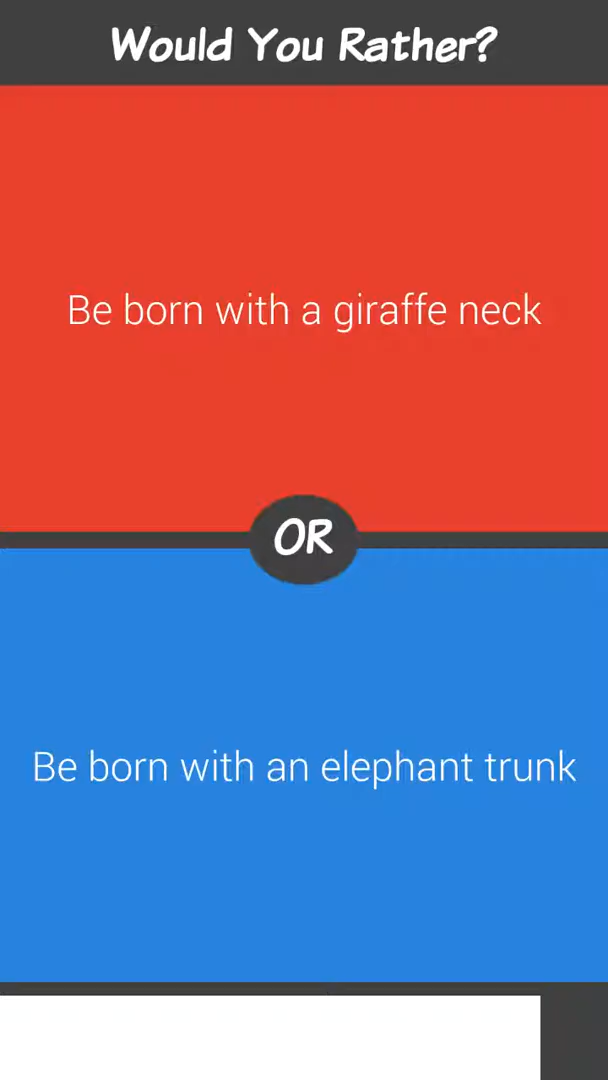 Would You Rather?
Be born with a giraffe neck
OR
Be born with an elephant trunk